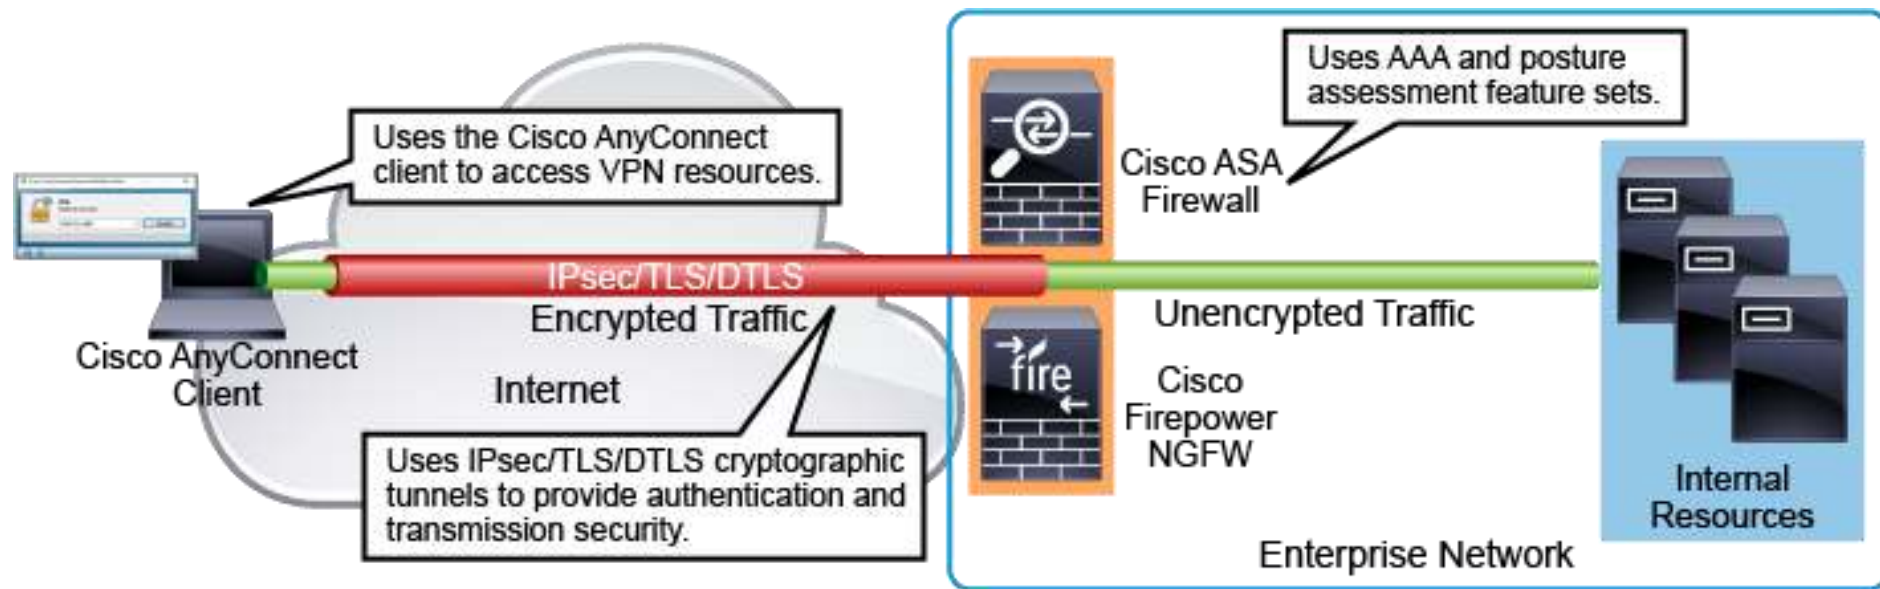 Uses AAA and posture
assessment feature sets.
Uses the Cisco AnyConnect
client to access VPN resources.
Cisco ASA
Firewall
IPsec/TLS/DTLS
Encrypted Traffic
Unencrypted Traffic
Cisco AnyConnect
Client
Internet
fire
Cisco
Firepower
NGFW
Uses IPsec/TLS/DTLS cryptographic
tunnels to provide authentication and
transmission security.
Internal
Resources
Enterprise Network